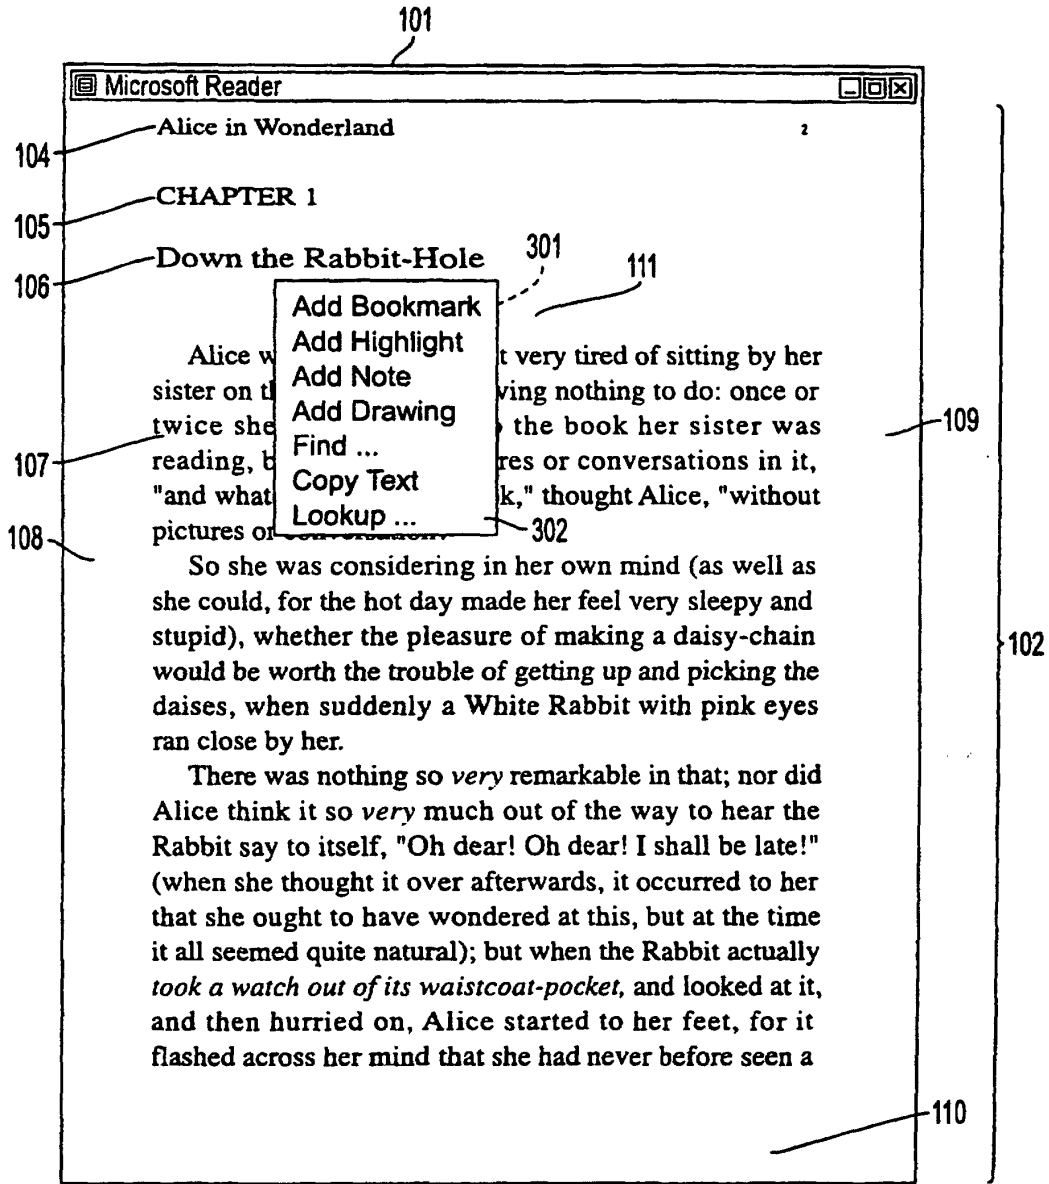 101
Microsoft Reader
Alice in Wonderland 2
104
CHAPTER 1
105
Down the Rabbit-Hole
106
301
111
Add Bookmark
Add Highlight
Add Note
Add Drawing
Find ...
Copy Text
Lookup ...
302
Alice w t very tired of sitting by her
sister on th ving nothing to do: once or
twice she the book her sister was
reading, b res or conversations in it,
"and what k," thought Alice, "without
pictures or
107
108
109
102
So she was considering in her own mind (as well as
she could, for the hot day made her feel very sleepy and
stupid), whether the pleasure of making a daisy-chain
would be worth the trouble of getting up and picking the
daises, when suddenly a White Rabbit with pink eyes
ran close by her.
There was nothing so very remarkable in that; nor did
Alice think it so very much out of the way to hear the
Rabbit say to itself, "Oh dear! Oh dear! I shall be late!"
(when she thought it over afterwards, it occurred to her
that she ought to have wondered at this, but at the time
it all seemed quite natural); but when the Rabbit actually
took a watch out of its waistcoat-pocket, and looked at it,
and then hurried on, Alice started to her feet, for it
flashed across her mind that she had never before seen a
110